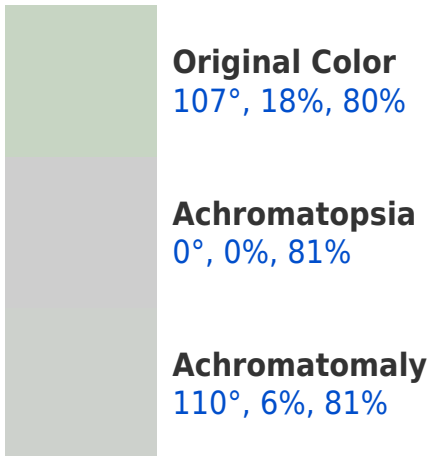 Original Color
107°, 18%, 80%
Achromatopsia
0°, 0%, 81%
Achromatomaly
110°, 6%, 81%